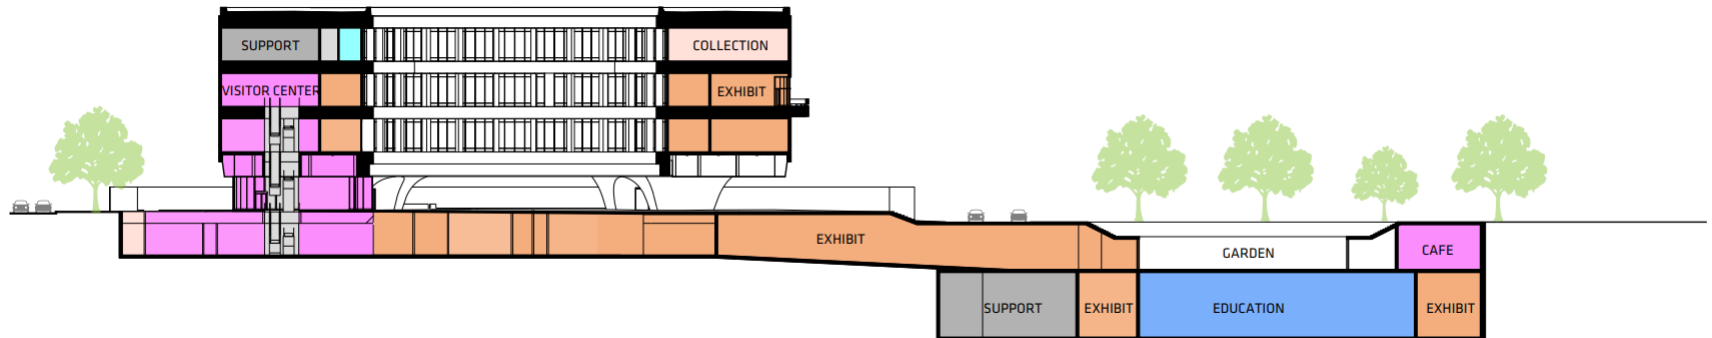 SUPPORT
COLLECTION
VISITOR CENTER
EXHIBIT
EXHIBIT
GARDEN
CAFE
SUPPORT
EXHIBIT
EDUCATION
EXHIBIT